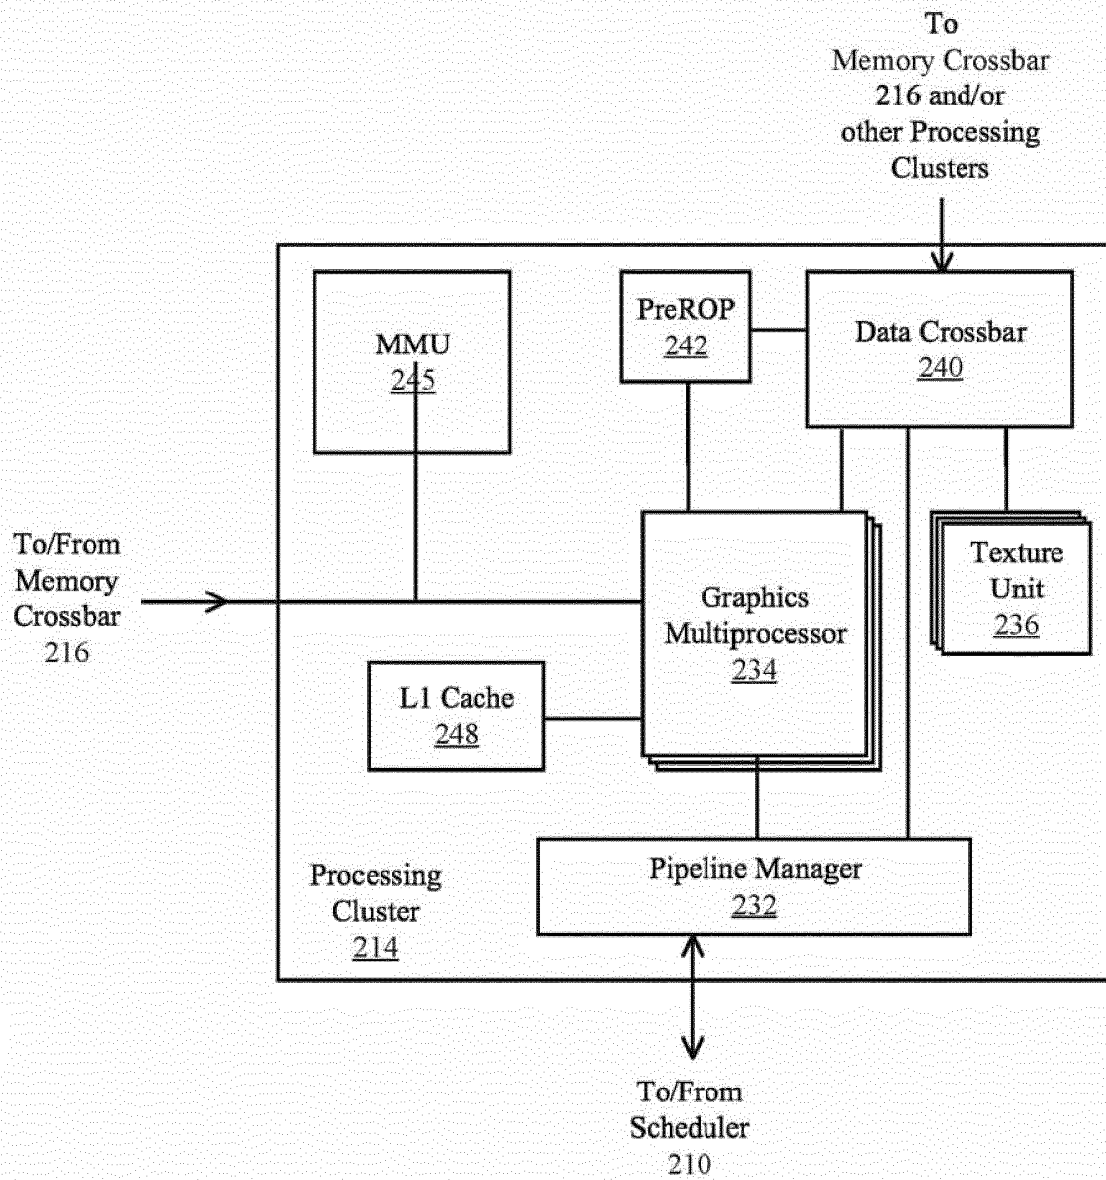 To
Memory Crossbar
216 and/or
other Processing
Clusters
MMU
245
PreROP
242
Data Crossbar
240
To/From
Memory
Crossbar
216
Graphics
Multiprocessor
234
Texture
Unit
236
L1 Cache
248
Processing
Cluster
214
Pipeline Manager
232
To/From
Scheduler
210